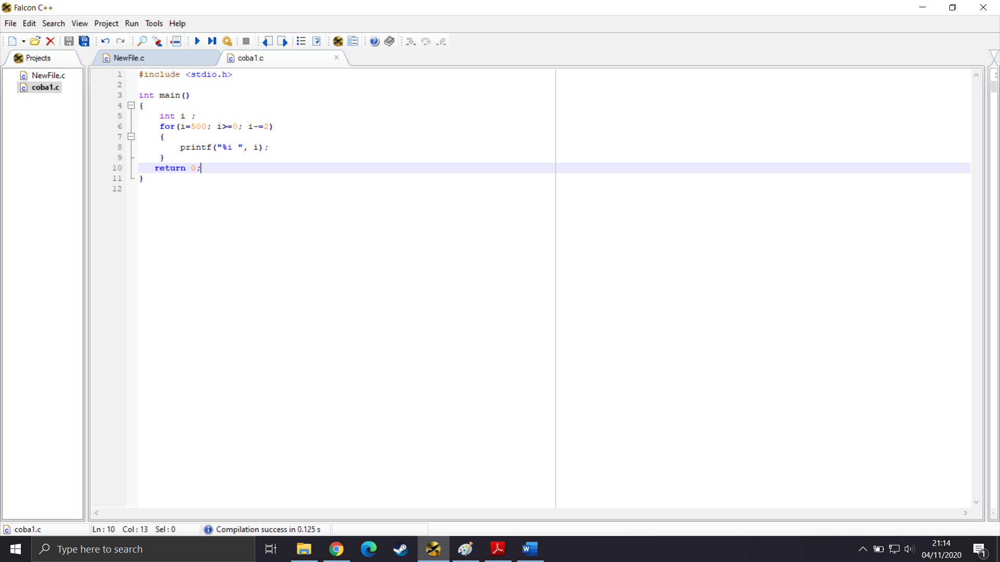 Falcon C++
File Edit Search View Project Run Tools Help
Projects
NewFile.c
coba1.c
NewFile.c
coba1.c
1 #include <stdio.h>
2
3 int main()
4 {
5     int i ;
6     for(i=500; i>=0; i-=2)
7     {
8         printf("%i ", i);
9     }
10    return 0;
11 }
12
coba1.c
Ln : 10 Col : 13 Sel : 0
Compilation success in 0.125 s
Type here to search
21:14
04/11/2020
1